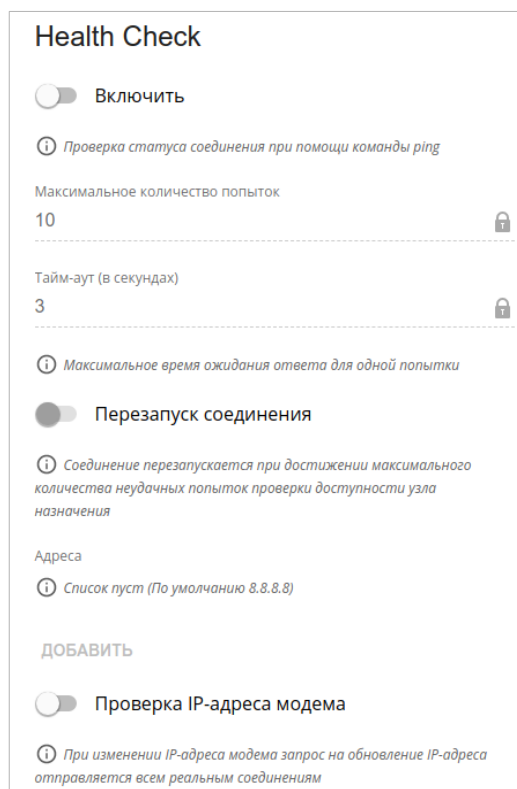 Health Check
Включить
Проверка статуса соединения при помощи команды ping
Максимальное количество попыток
10
Тайм-аут (в секундах)
3
Максимальное время ожидания ответа для одной попытки
Перезапуск соединения
Соединение перезапускается при достижении максимального
количества неудачных попыток проверки доступности узла
назначения
Адреса
Список пуст (По умолчанию 8.8.8.8)
ДОБАВИТЬ
Проверка IP-адреса модема
При изменении IP-адреса модема запрос на обновление IP-адреса
отправляется всем реальным соединениям